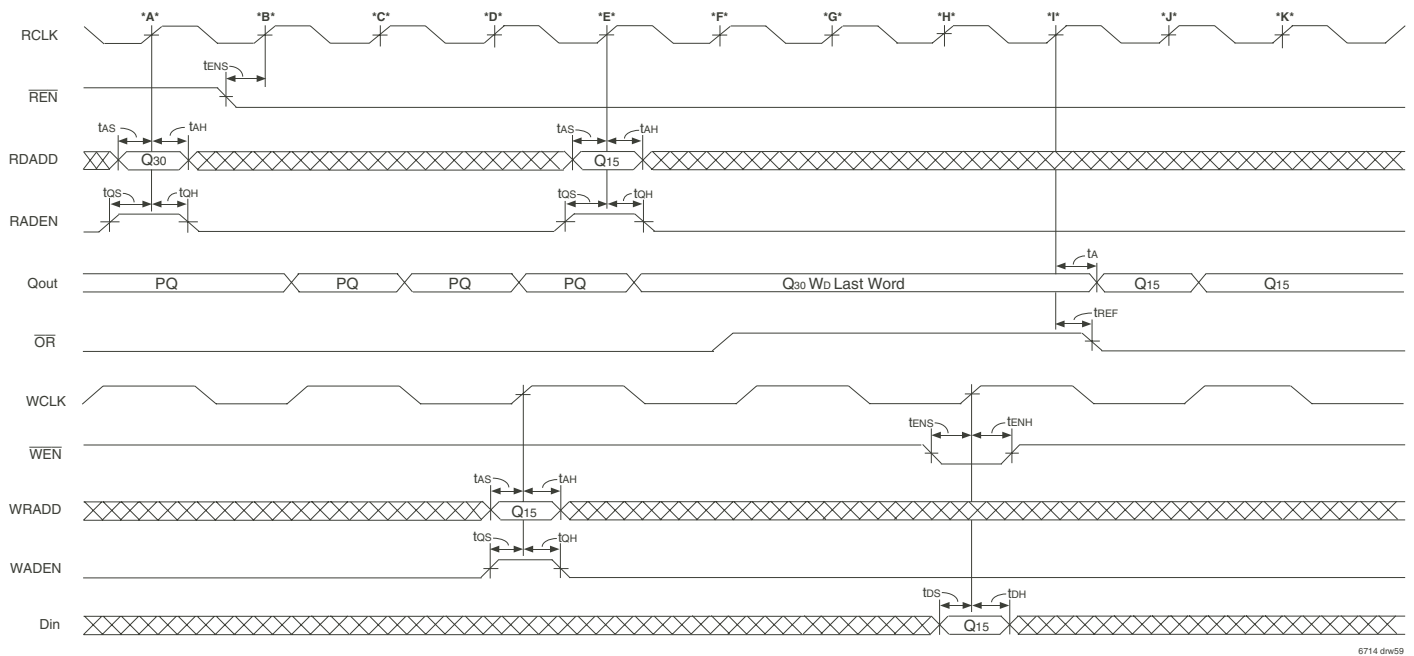 *A* *B* *C* *D* *E* *F* *G* *H* *I* *J* *K*
RCLK
tENS
REN
tAS tAH tAS tAH
RDADD Q30 Q15
tQS tQH tQS tQH
RADEN
tA
Qout PQ PQ PQ PQ Q30 WD Last Word Q15 Q15
tREF
OR
WCLK
tENS tENH
WEN
tAS tAH
WRADD Q15
tQS tQH
WADEN
tDS tDH
Din Q15
6714 drw59